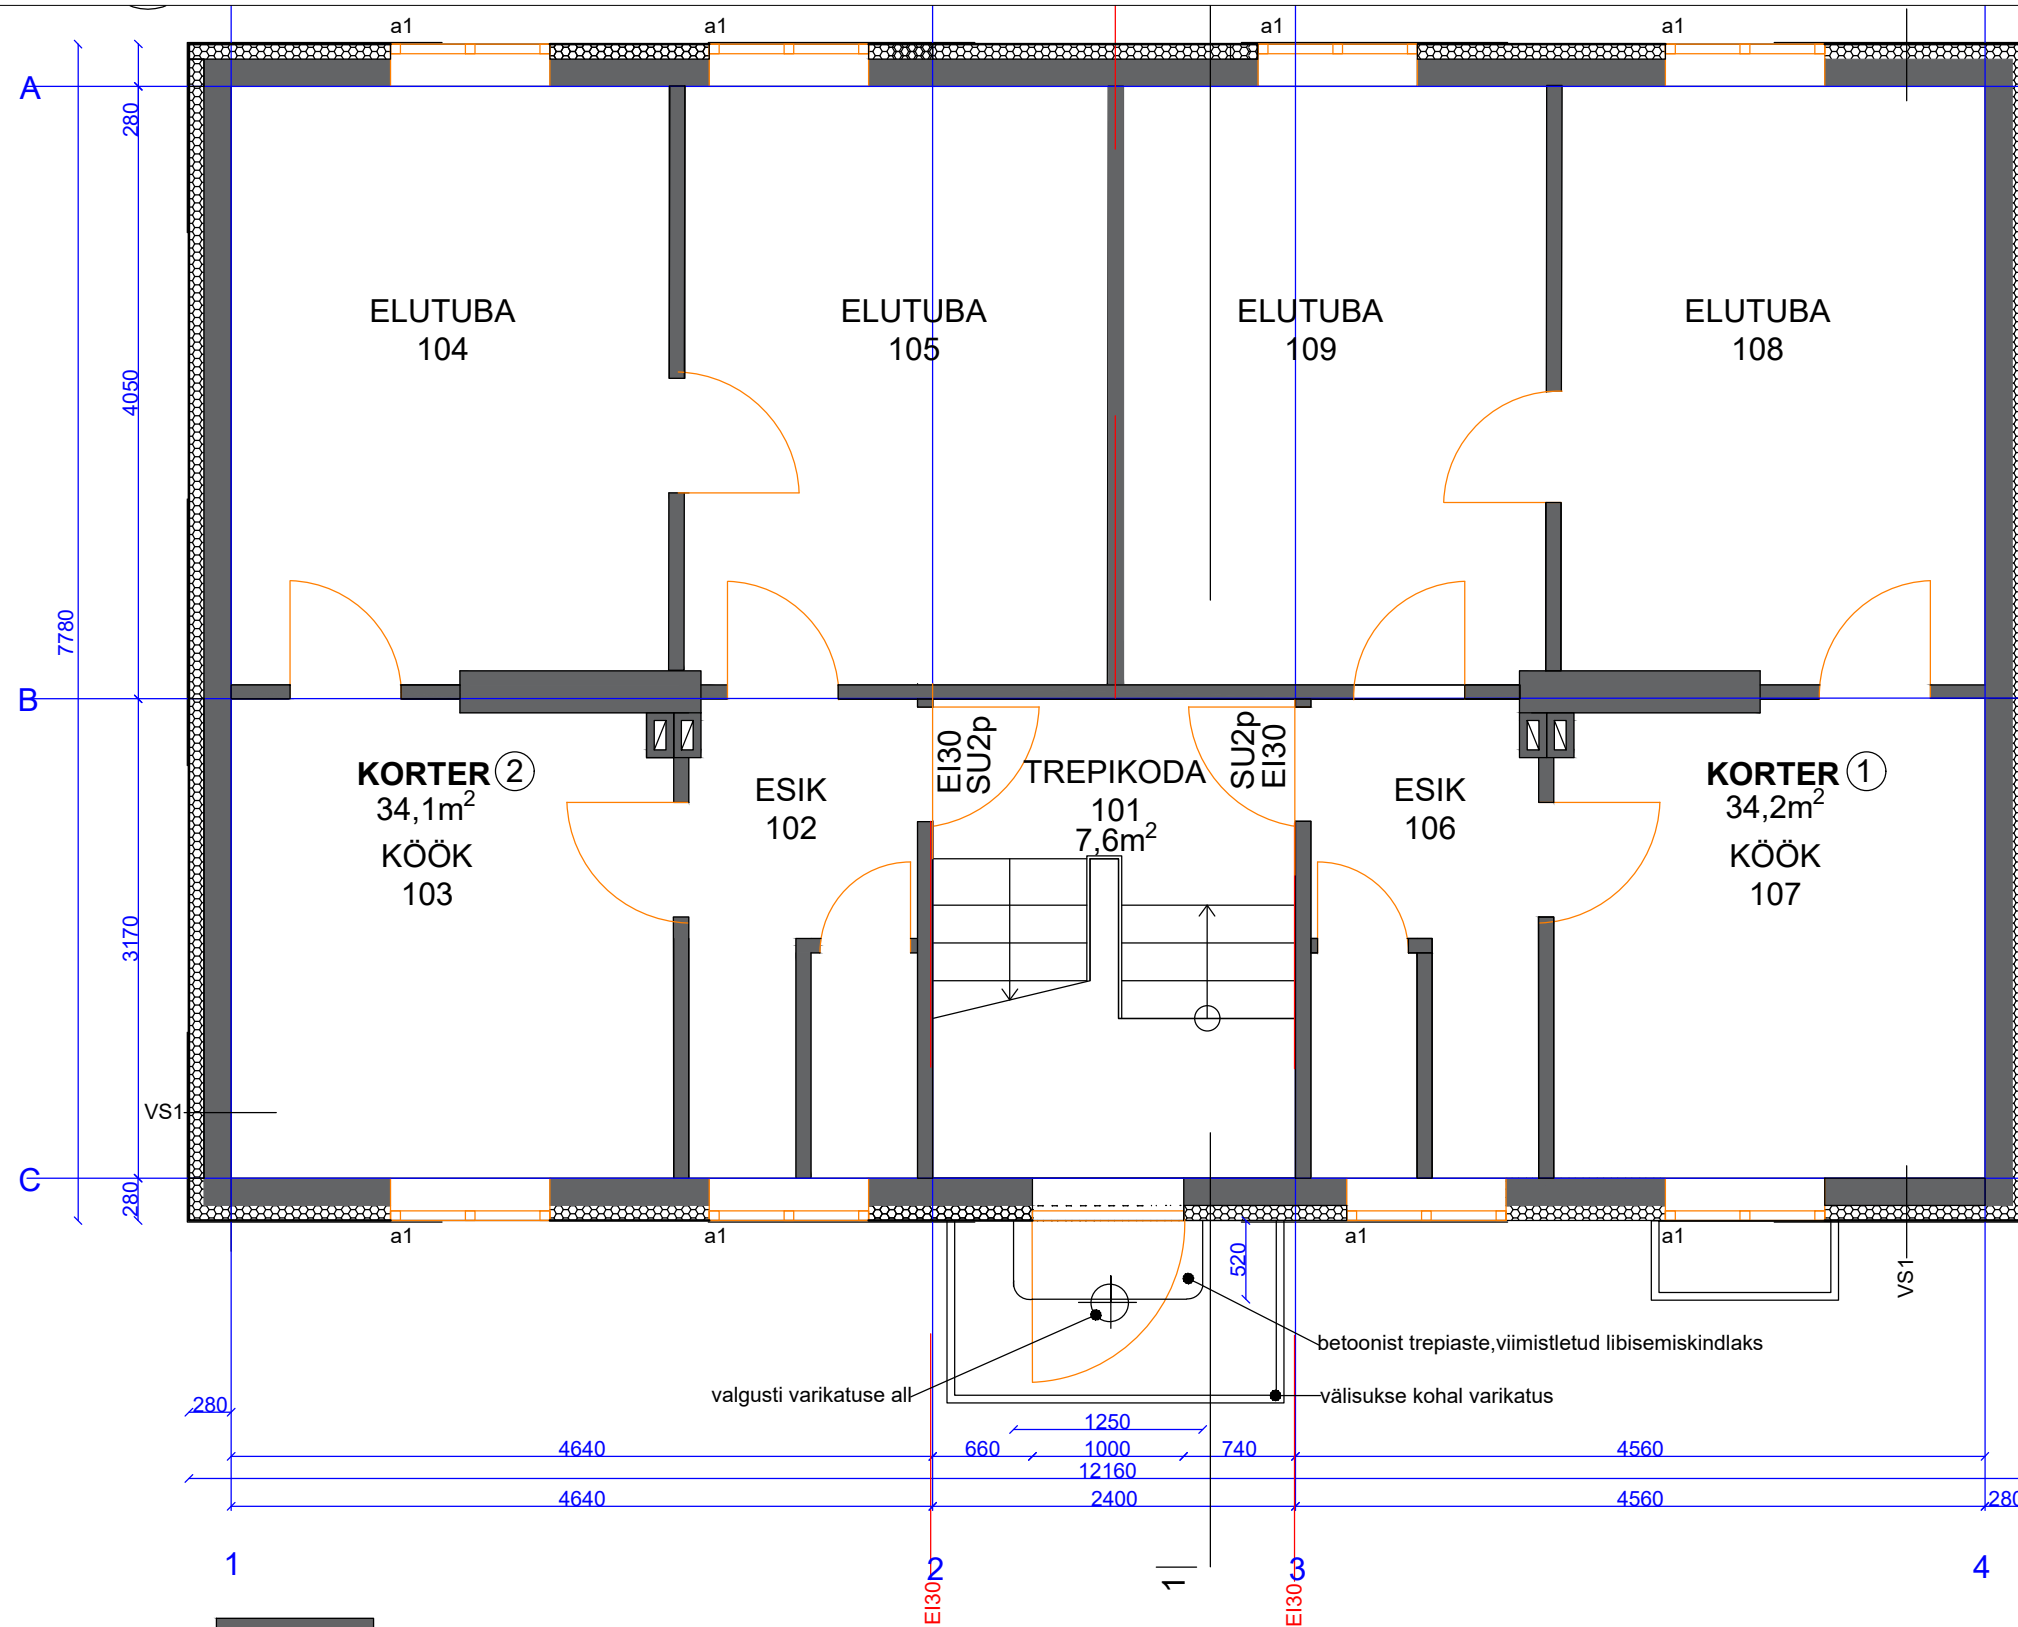 a1
a1
a1
a1
A
280
ELUTUBA
104
ELUTUBA
105
ELUTUBA
109
ELUTUBA
108
4050
7780
B
EI30
SU2p
SU2p
EI30
KORTER 2
34,1m²
KÖÖK
103
ESIK
102
TREPIKODA
101
7,6m²
ESIK
106
KORTER 1
34,2m²
KÖÖK
107
3170
VS1
C
280
a1
a1
a1
a1
520
VS1
betoonist trepiaste,viimistletud libisemiskindlaks
valgusti varikatuse all
välisukse kohal varikatus
280
1250
4640
660
1000
740
4560
12160
4640
2400
4560
280
1
2
3
4
EI30
1
EI30